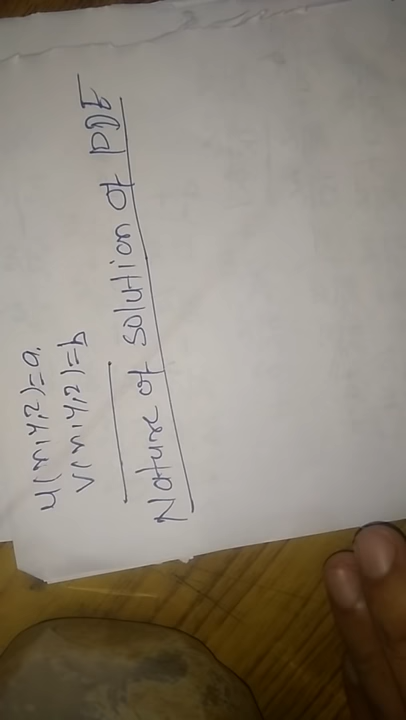 u(x,y,z)=a.
v(x,y,z)=b
Nature of solution of PDE